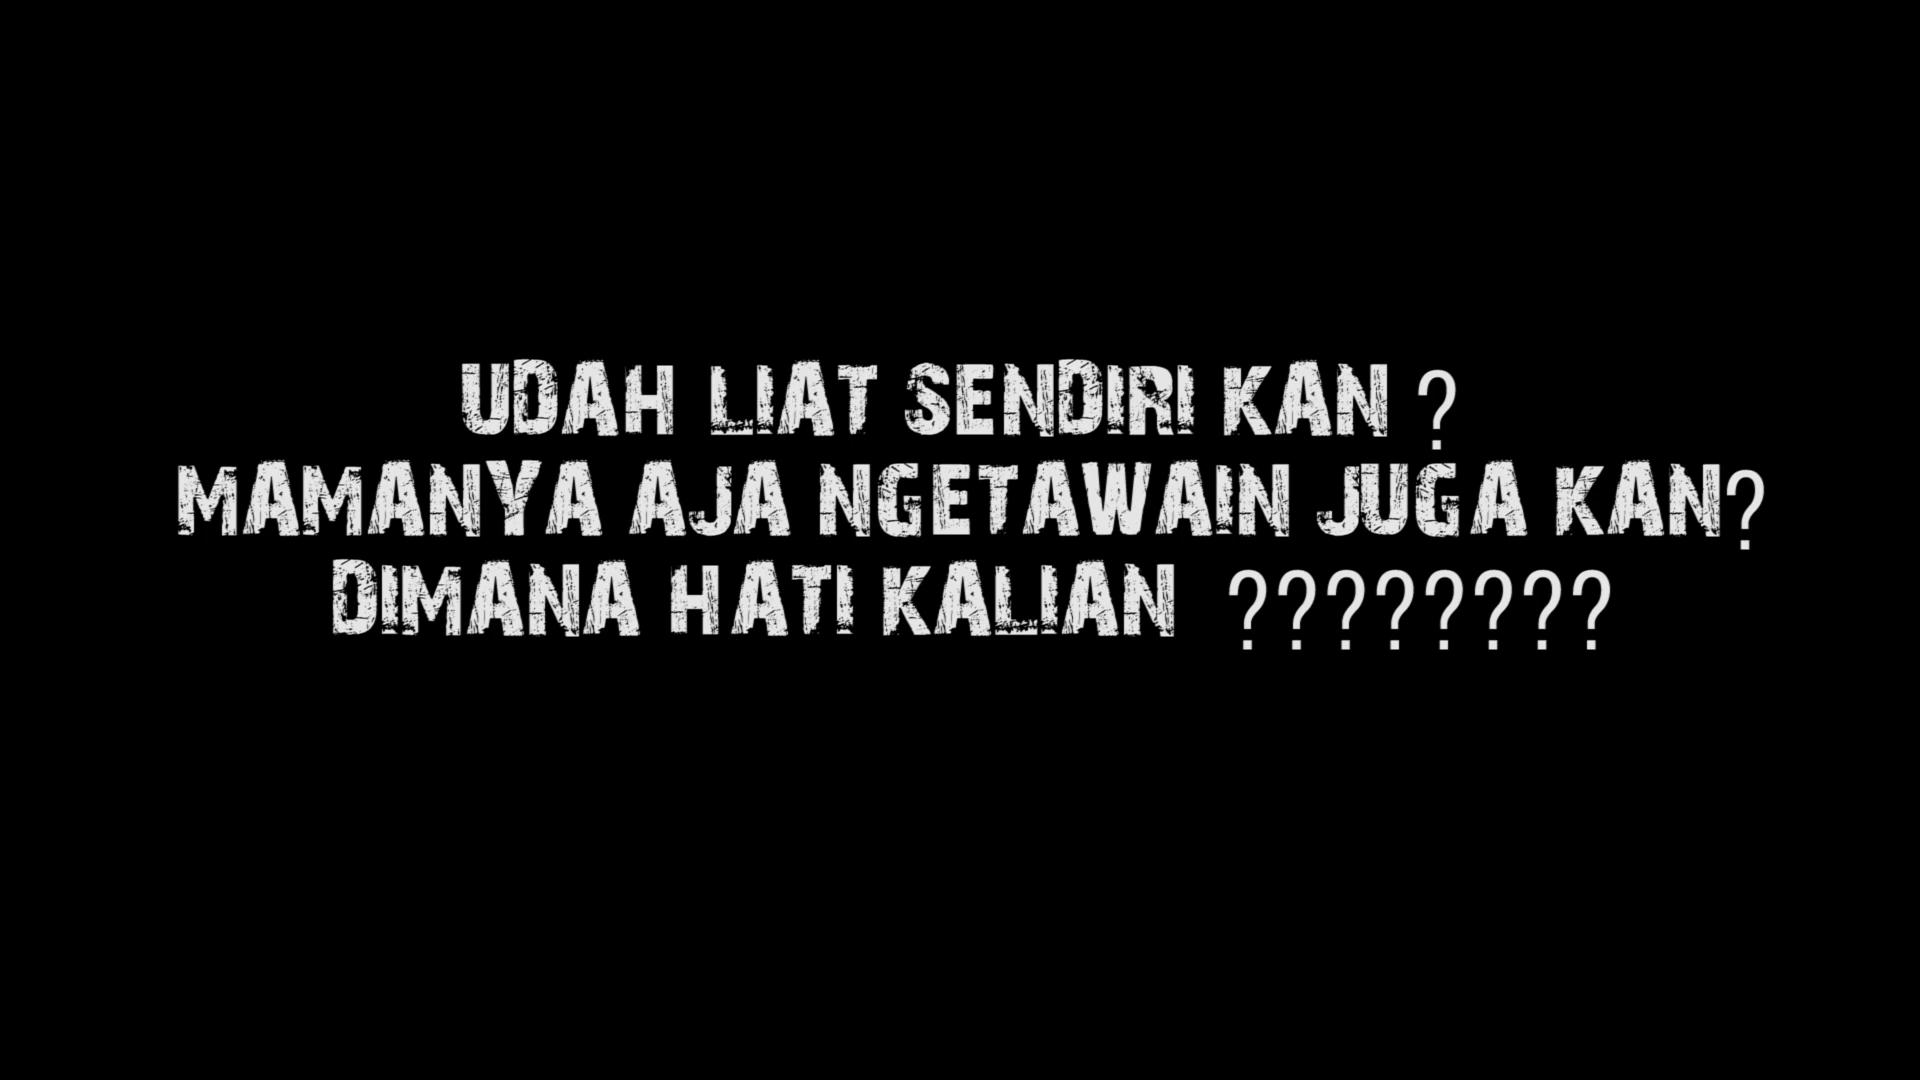 UDAH LIAT SENDIRI KAN ?
MAMANYA AJA NGETAWAIN JUGA KAN?
DIMANA HATI KALIAN ????????